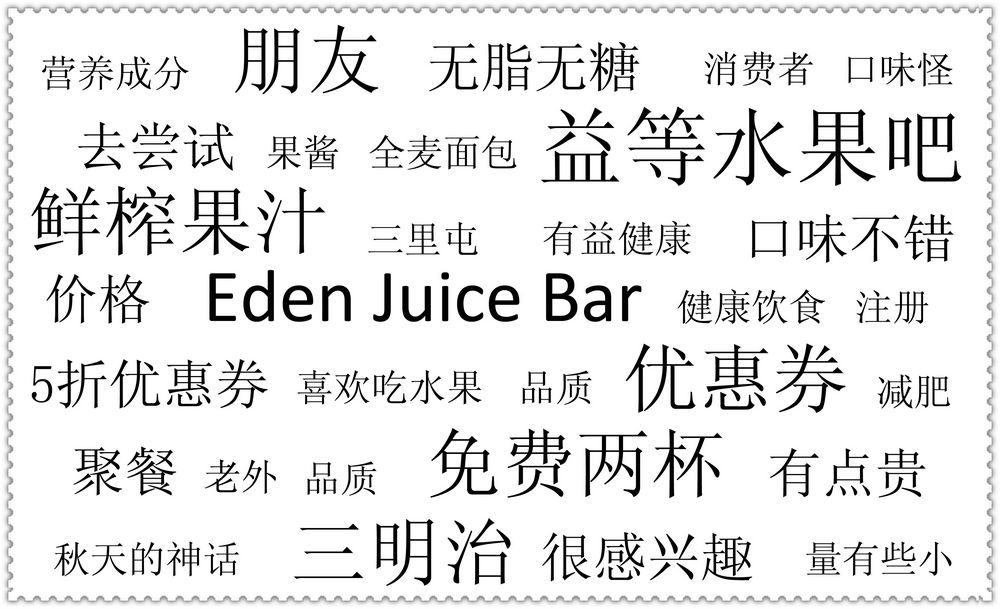 营养成分 朋友 无脂无糖 消费者 口味怪
去尝试 果酱 全麦面包 益等水果吧
鲜榨果汁 三里屯 有益健康 口味不错
价格 Eden Juice Bar 健康饮食 注册
5折优惠券 喜欢吃水果 品质 优惠券 减肥
聚餐 老外 品质 免费两杯 有点贵
秋天的神话 三明治 很感兴趣 量有些小